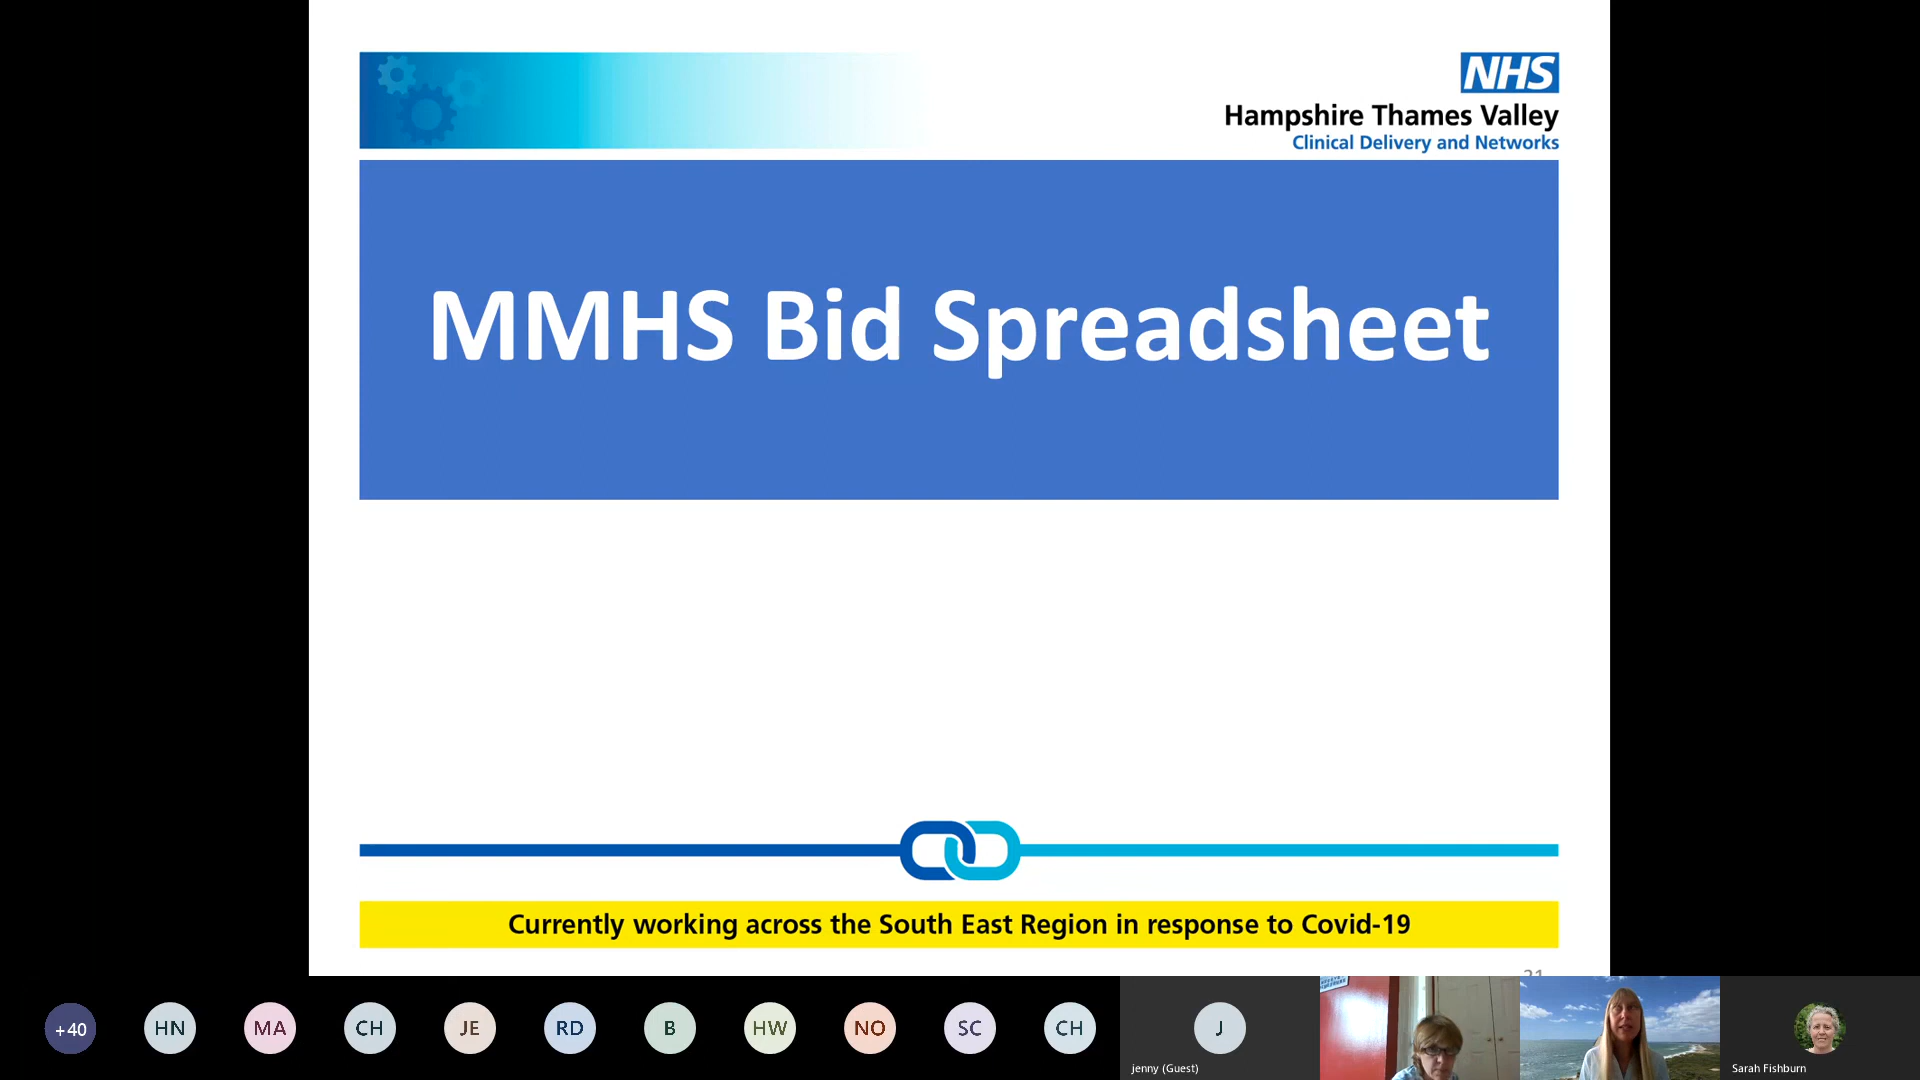 NHS
Hampshire Thames Valley
Clinical Delivery and Networks
MMHS Bid Spreadsheet
Currently working across the South East Region in response to Covid-19
+40
HN
MA
CH
JE
RD
B
HW
NO
SC
CH
J
jenny (Guest)
Sarah Fishburn